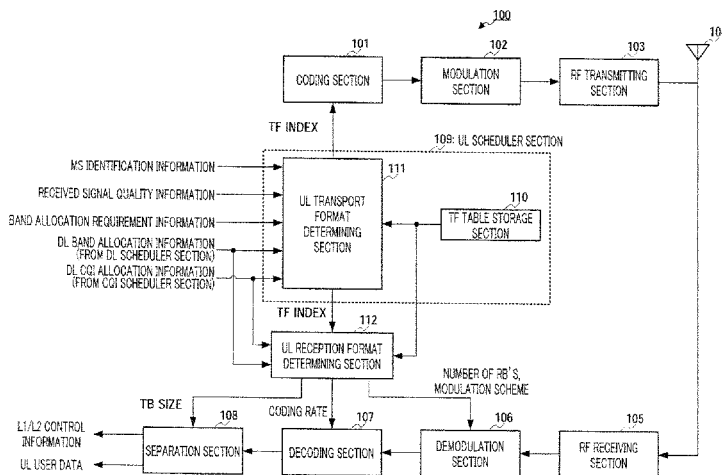 100
101
102
103
10
CODING SECTION
MODULATION
SECTION
RF TRANSMITTING
SECTION
TF INDEX
109: UL SCHEDULER SECTION
MS IDENTIFICATION INFORMATION
RECEIVED SIGNAL QUALITY INFORMATION
BAND ALLOCATION REQUIREMENT INFORMATION
DL BAND ALLOCATION INFORMATION
(FROM DL SCHEDULER SECTION)
DL CQI ALLOCATION INFORMATION
(FROM CQI SCHEDULER SECTION)
111
UL TRANSPORT
FORMAT
DETERMINING
SECTION
110
TF TABLE STORAGE
SECTION
TF INDEX
112
UL RECEPTION FORMAT
DETERMINING SECTION
NUMBER OF RB'S,
MODULATION SCHEME
TB SIZE
CODING RATE
L1/L2 CONTROL
INFORMATION
UL USER DATA
108
SEPARATION SECTION
107
DECODING SECTION
106
DEMODULATION
SECTION
105
RF RECEIVING
SECTION